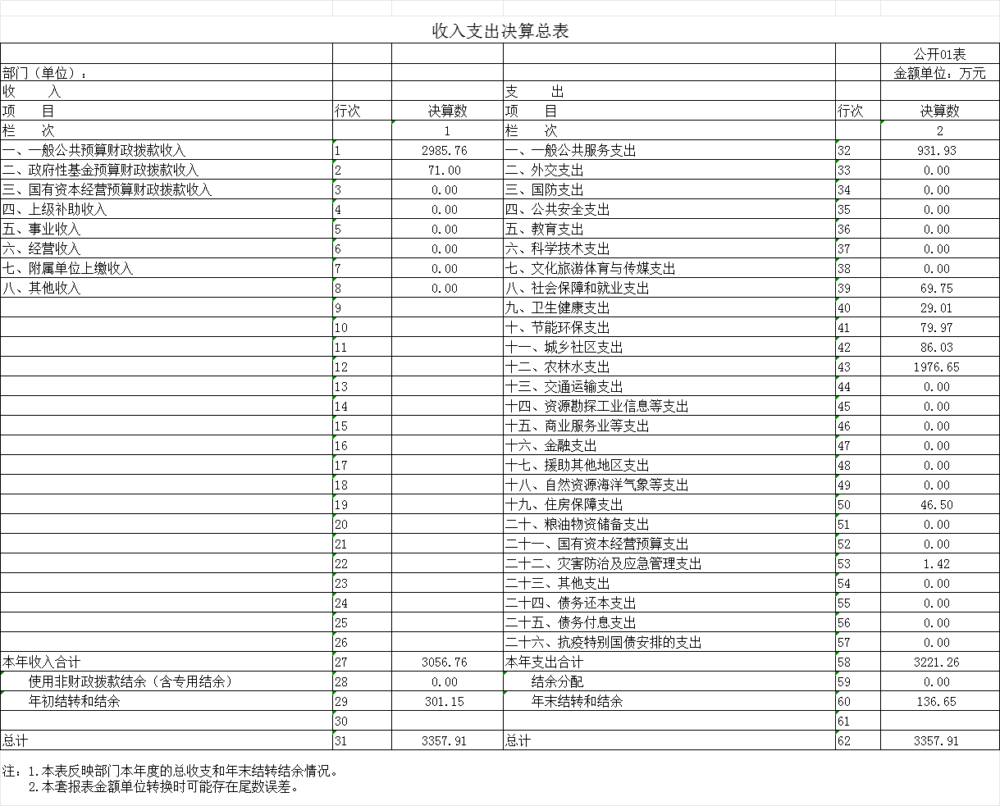 收入支出决算总表
公开01表
部门（单位）： 金额单位：万元
收 入 支 出
项 目 行次 决算数 项 目 行次 决算数
栏 次 1 栏 次 2
一、一般公共预算财政拨款收入 1 2985.76 一、一般公共服务支出 32 931.93
二、政府性基金预算财政拨款收入 2 71.00 二、外交支出 33 0.00
三、国有资本经营预算财政拨款收入 3 0.00 三、国防支出 34 0.00
四、上级补助收入 4 0.00 四、公共安全支出 35 0.00
五、事业收入 5 0.00 五、教育支出 36 0.00
六、经营收入 6 0.00 六、科学技术支出 37 0.00
七、附属单位上缴收入 7 0.00 七、文化旅游体育与传媒支出 38 0.00
八、其他收入 8 0.00 八、社会保障和就业支出 39 69.75
9 九、卫生健康支出 40 29.01
10 十、节能环保支出 41 79.97
11 十一、城乡社区支出 42 86.03
12 十二、农林水支出 43 1976.65
13 十三、交通运输支出 44 0.00
14 十四、资源勘探工业信息等支出 45 0.00
15 十五、商业服务业等支出 46 0.00
16 十六、金融支出 47 0.00
17 十七、援助其他地区支出 48 0.00
18 十八、自然资源海洋气象等支出 49 0.00
19 十九、住房保障支出 50 46.50
20 二十、粮油物资储备支出 51 0.00
21 二十一、国有资本经营预算支出 52 0.00
22 二十二、灾害防治及应急管理支出 53 1.42
23 二十三、其他支出 54 0.00
24 二十四、债务还本支出 55 0.00
25 二十五、债务付息支出 56 0.00
26 二十六、抗疫特别国债安排的支出 57 0.00
本年收入合计 27 3056.76 本年支出合计 58 3221.26
使用非财政拨款结余（含专用结余） 28 0.00 结余分配 59 0.00
年初结转和结余 29 301.15 年末结转和结余 60 136.65
30 61
总计 31 3357.91 总计 62 3357.91
注：1.本表反映部门本年度的总收支和年末结转结余情况。
2.本套报表金额单位转换时可能存在尾数误差。